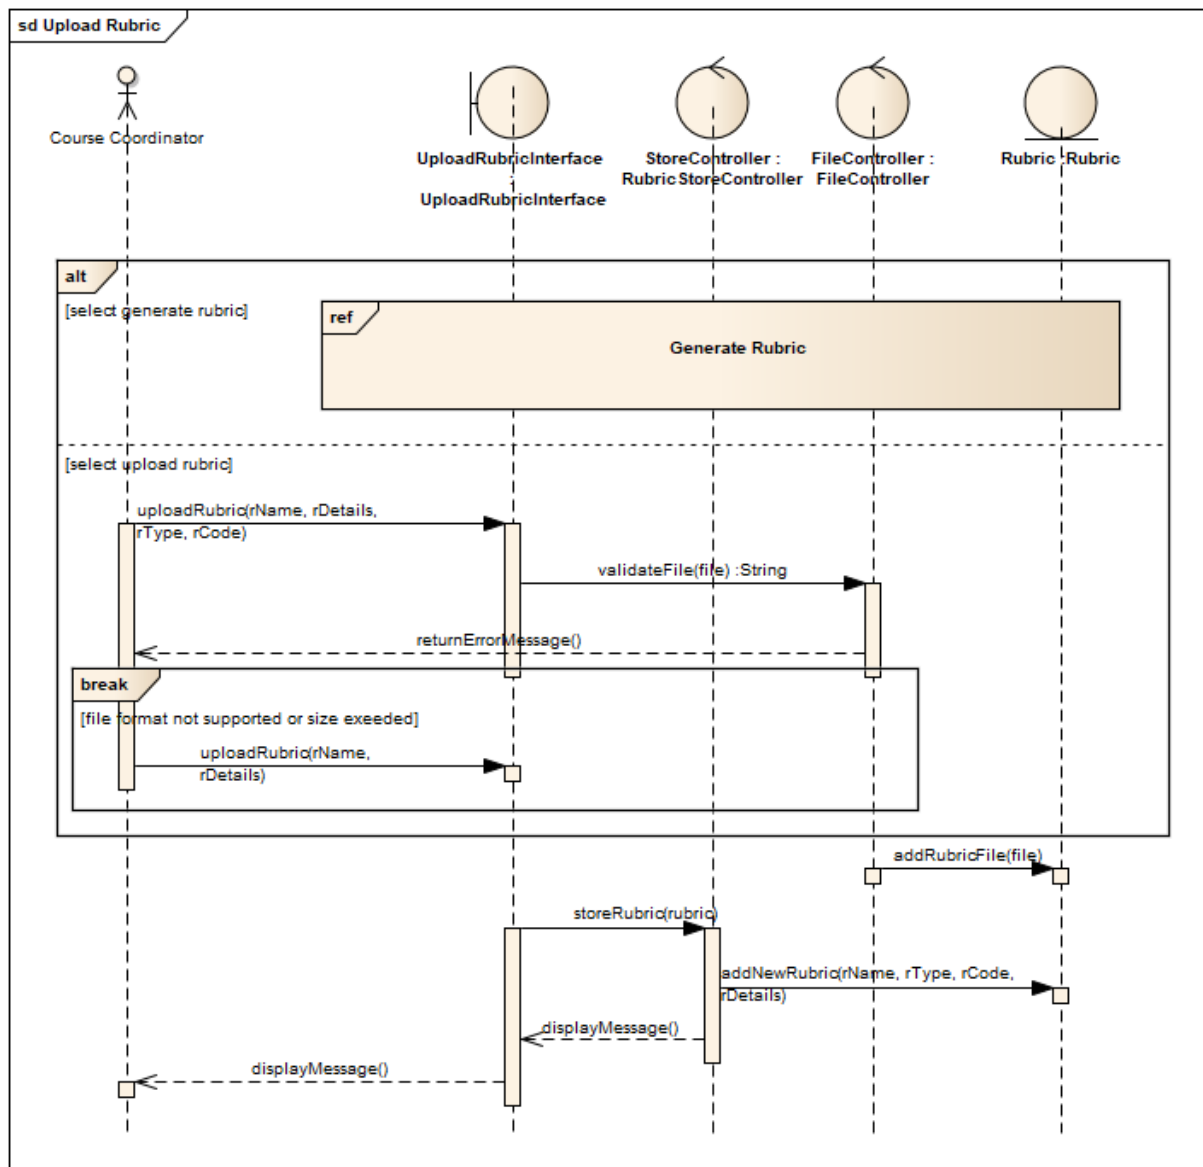 sd Upload Rubric
Course Coordinator
UploadRubricInterface
:
UploadRubricInterface
StoreController :
RubricStoreController
FileController :
FileController
Rubric :Rubric
alt
[select generate rubric]
ref
Generate Rubric
[select upload rubric]
uploadRubric(rName, rDetails,
rType, rCode)
validateFile(file) :String
returnErrorMessage()
break
[file format not supported or size exeeded]
uploadRubric(rName,
rDetails)
addRubricFile(file)
storeRubric(rubric)
addNewRubric(rName, rType, rCode,
rDetails)
displayMessage()
displayMessage()